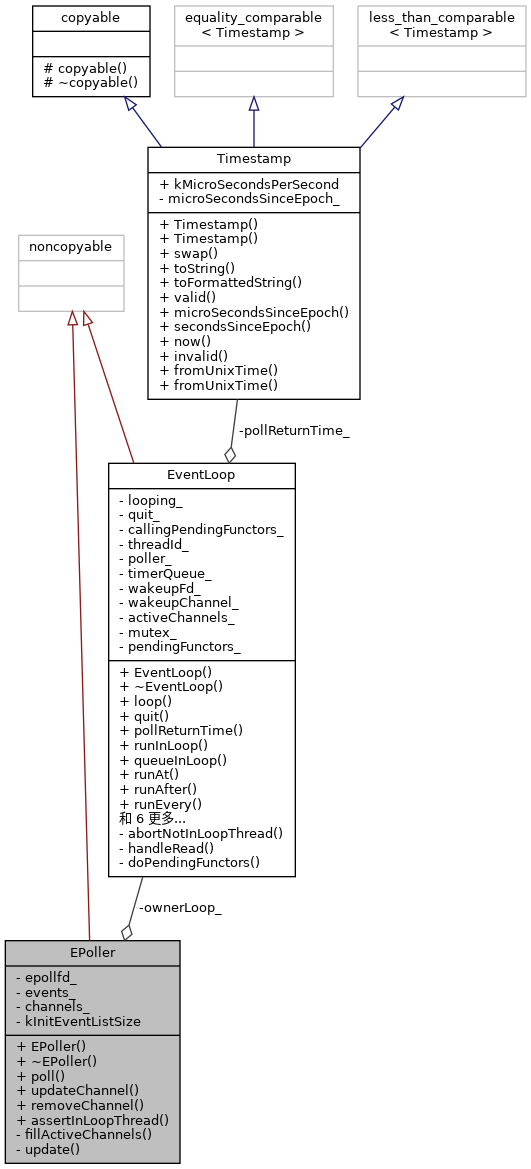 copyable
# copyable()
# ~copyable()
equality_comparable
< Timestamp >
less_than_comparable
< Timestamp >
Timestamp
+ kMicroSecondsPerSecond
- microSecondsSinceEpoch_
+ Timestamp()
+ Timestamp()
+ swap()
+ toString()
+ toFormattedString()
+ valid()
+ microSecondsSinceEpoch()
+ secondsSinceEpoch()
+ now()
+ invalid()
+ fromUnixTime()
+ fromUnixTime()
noncopyable
-pollReturnTime_
EventLoop
- looping_
- quit_
- callingPendingFunctors_
- threadId_
- poller_
- timerQueue_
- wakeupFd_
- wakeupChannel_
- activeChannels_
- mutex_
- pendingFunctors_
+ EventLoop()
+ ~EventLoop()
+ loop()
+ quit()
+ pollReturnTime()
+ runInLoop()
+ queueInLoop()
+ runAt()
+ runAfter()
+ runEvery()
和 6 更多...
- abortNotInLoopThread()
- handleRead()
- doPendingFunctors()
-ownerLoop_
EPoller
- epollfd_
- events_
- channels_
- kInitEventListSize
+ EPoller()
+ ~EPoller()
+ poll()
+ updateChannel()
+ removeChannel()
+ assertInLoopThread()
- fillActiveChannels()
- update()